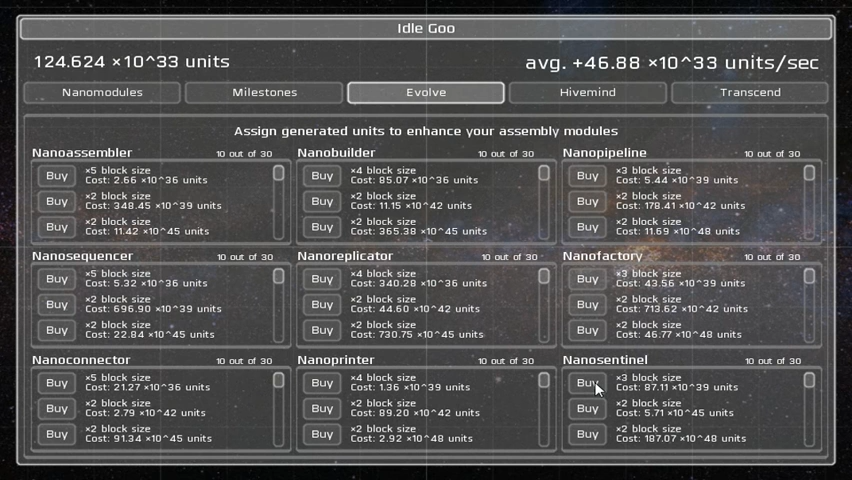 Idle Goo
124.624 ×10^33 units
avg. +46.88 ×10^33 units/sec
Nanomodules
Milestones
Evolve
Hivemind
Transcend
Assign generated units to enhance your assembly modules
Nanoassembler
10 out of 30
Buy
×5 block size
Cost: 2.66 ×10^36 units
Buy
×2 block size
Cost: 348.45 ×10^39 units
Buy
×2 block size
Cost: 11.42 ×10^45 units
Nanobuilder
10 out of 30
Buy
×4 block size
Cost: 85.07 ×10^36 units
Buy
×2 block size
Cost: 11.15 ×10^42 units
Buy
×2 block size
Cost: 365.38 ×10^45 units
Nanopipeline
10 out of 30
Buy
×3 block size
Cost: 5.44 ×10^39 units
Buy
×2 block size
Cost: 178.41 ×10^42 units
Buy
×2 block size
Cost: 11.69 ×10^48 units
Nanosequencer
10 out of 30
Buy
×5 block size
Cost: 5.32 ×10^36 units
Buy
×2 block size
Cost: 696.90 ×10^39 units
Buy
×2 block size
Cost: 22.84 ×10^45 units
Nanoreplicator
10 out of 30
Buy
×4 block size
Cost: 340.28 ×10^36 units
Buy
×2 block size
Cost: 44.60 ×10^42 units
Buy
×2 block size
Cost: 730.75 ×10^45 units
Nanofactory
10 out of 30
Buy
×3 block size
Cost: 43.56 ×10^39 units
Buy
×2 block size
Cost: 713.62 ×10^42 units
Buy
×2 block size
Cost: 46.77 ×10^48 units
Nanoconnector
10 out of 30
Buy
×5 block size
Cost: 21.27 ×10^36 units
Buy
×2 block size
Cost: 2.79 ×10^42 units
Buy
×2 block size
Cost: 91.34 ×10^45 units
Nanoprinter
10 out of 30
Buy
×4 block size
Cost: 1.36 ×10^39 units
Buy
×2 block size
Cost: 89.20 ×10^42 units
Buy
×2 block size
Cost: 2.92 ×10^48 units
Nanosentinel
10 out of 30
Buy
×3 block size
Cost: 87.11 ×10^39 units
Buy
×2 block size
Cost: 5.71 ×10^45 units
Buy
×2 block size
Cost: 187.07 ×10^48 units